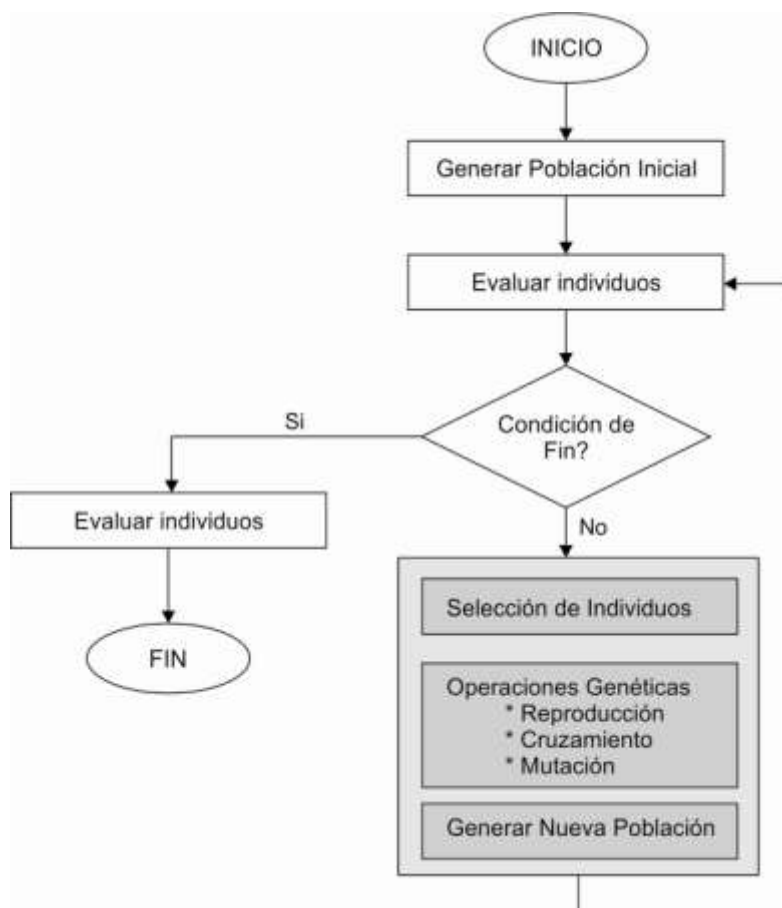 INICIO
Generar Población Inicial
Evaluar individuos
Condición de
Fin?
Si
No
Evaluar individuos
FIN
Selección de Individuos
Operaciones Genéticas
* Reproducción
* Cruzamiento
* Mutación
Generar Nueva Población